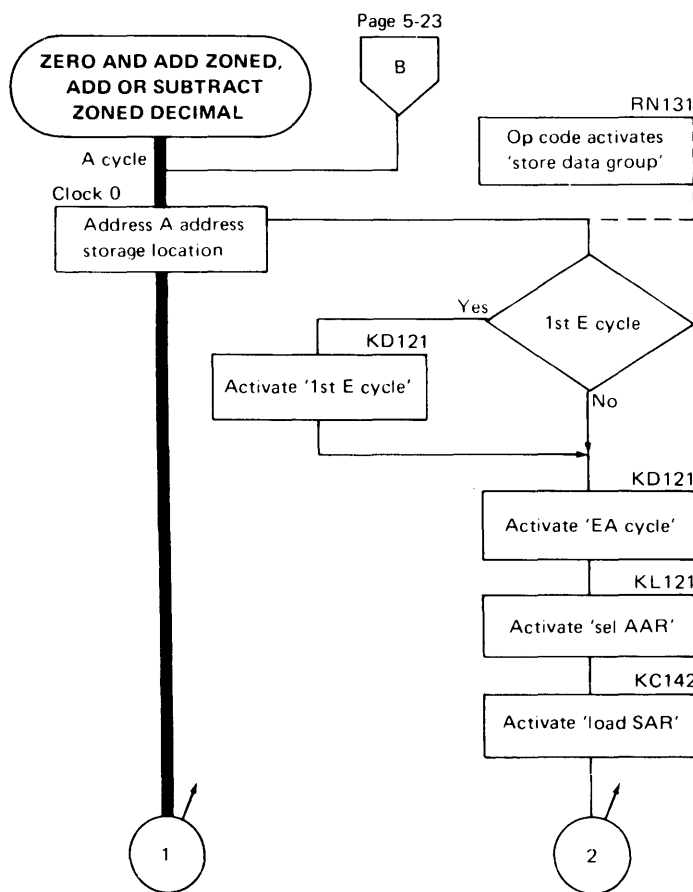 Page 5-23
B
ZERO AND ADD ZONED,
ADD OR SUBTRACT
ZONED DECIMAL
A cycle
RN131
Op code activates
'store data group'
Clock 0
Address A address
storage location
1st E cycle
Yes
KD121
Activate '1st E cycle'
No
KD121
Activate 'EA cycle'
KL121
Activate 'sel AAR'
KC142
Activate 'load SAR'
1
2